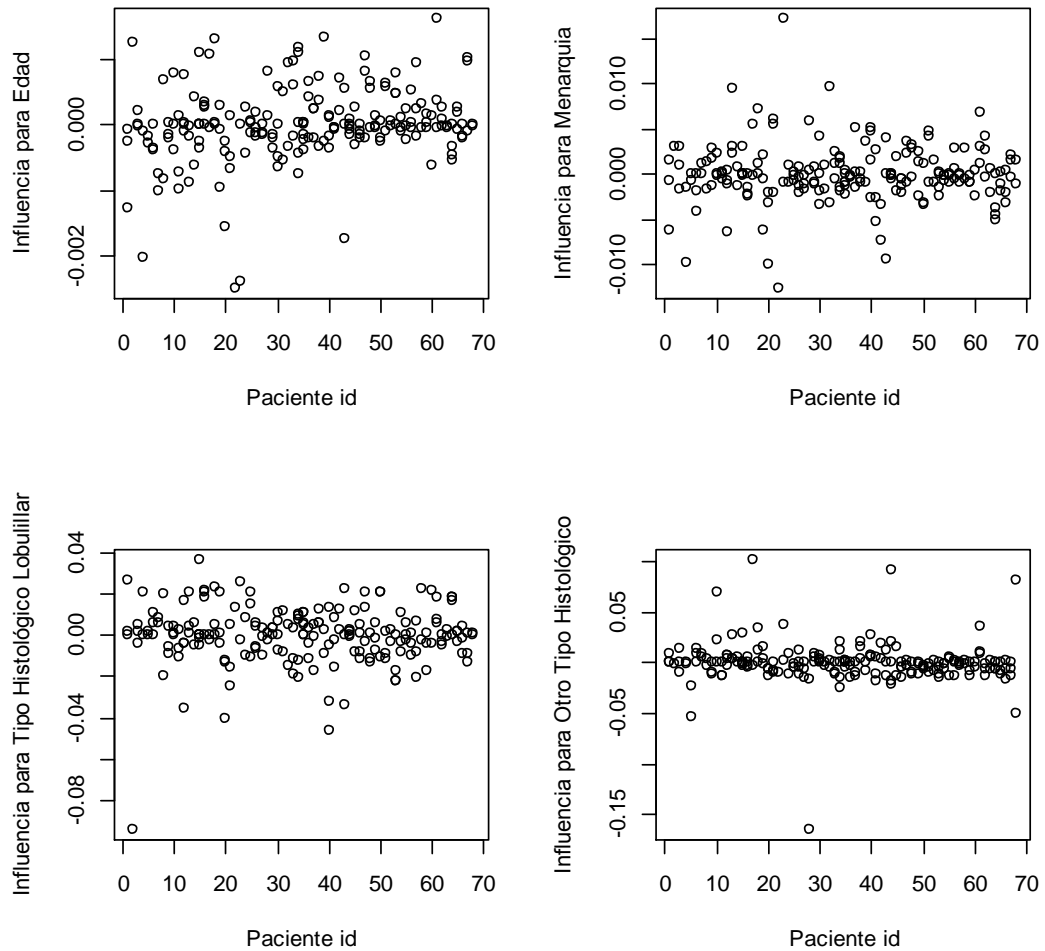 Influencia para Edad
0.000
-0.002
0 10 20 30 40 50 60 70
Paciente id
Influencia para Menarquia
0.010
0.000
-0.010
0 10 20 30 40 50 60 70
Paciente id
Influencia para Tipo Histológico Lobulillar
0.04
0.00
-0.04
-0.08
0 10 20 30 40 50 60 70
Paciente id
Influencia para Otro Tipo Histológico
0.05
-0.05
-0.15
0 10 20 30 40 50 60 70
Paciente id